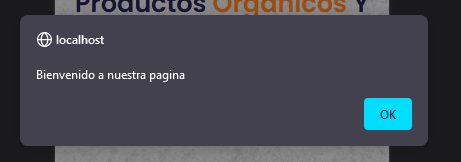 Productos Orgánicos Y
localhost
Bienvenido a nuestra pagina
OK